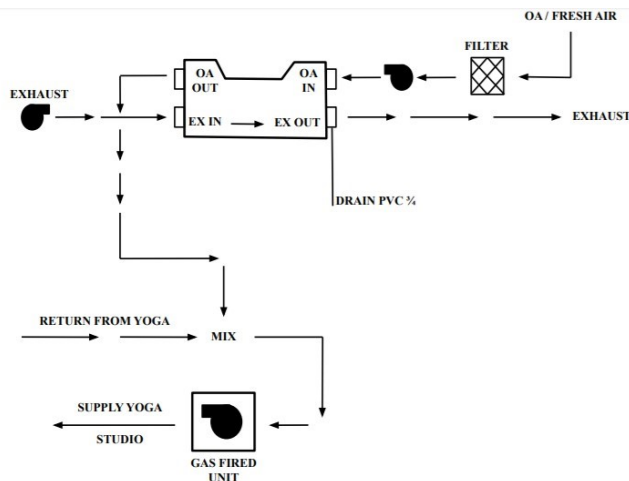 OA / FRESH AIR
FILTER
OA
OUT
OA
IN
EXHAUST
EX IN
EX OUT
EXHAUST
DRAIN PVC ¾
RETURN FROM YOGA
MIX
SUPPLY YOGA
STUDIO
GAS FIRED
UNIT